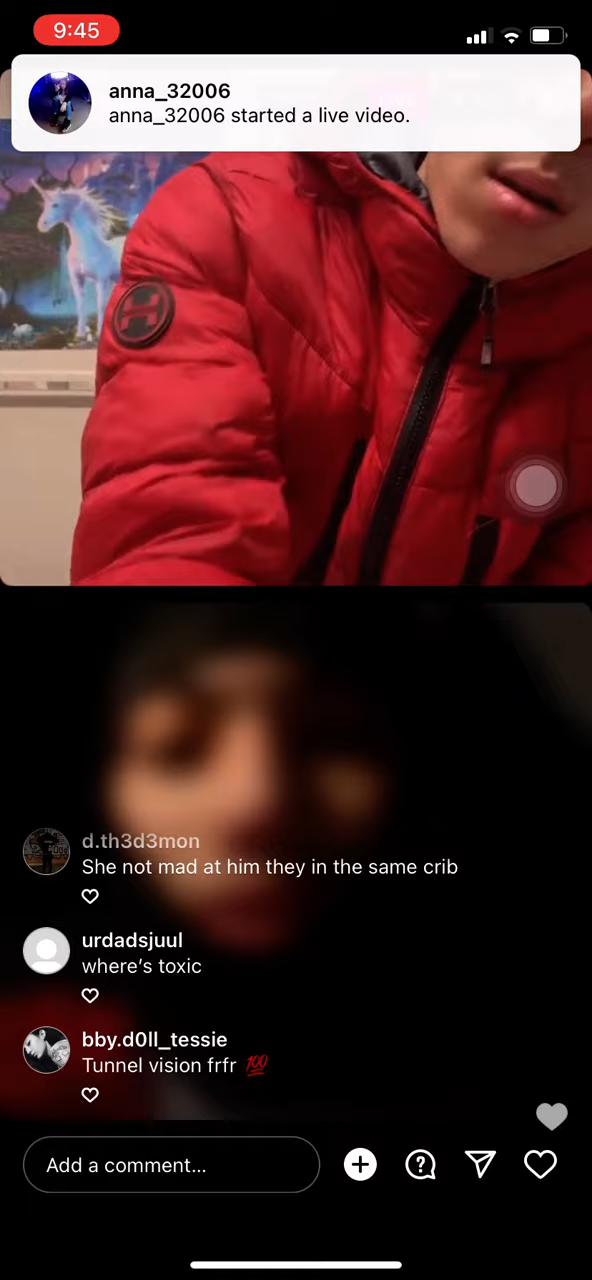 9:45
anna_32006
anna_32006 started a live video.
d.th3d3mon
She not mad at him they in the same crib
urdadsjuul
where's toxic
bby.d0ll_tessie
Tunnel vision frfr 💯
Add a comment...